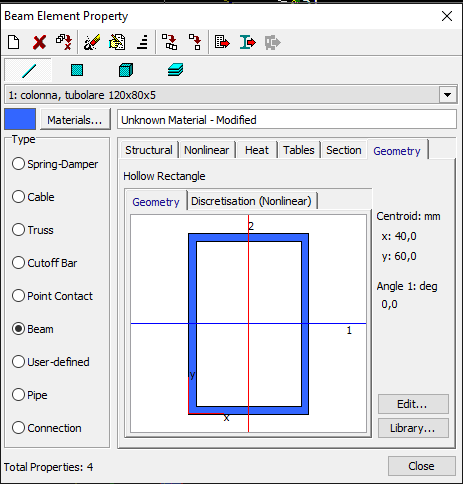 Beam Element Property
1: colonna, tubolare 120x80x5
Materials...
Unknown Material - Modified
Type
Spring-Damper
Cable
Truss
Cutoff Bar
Point Contact
Beam
User-defined
Pipe
Connection
Structural Nonlinear Heat Tables Section Geometry
Hollow Rectangle
Geometry Discretisation (Nonlinear)
2
1
y
x
Centroid: mm
x: 40,0
y: 60,0
Angle 1: deg
0,0
Edit...
Library...
Total Properties: 4
Close